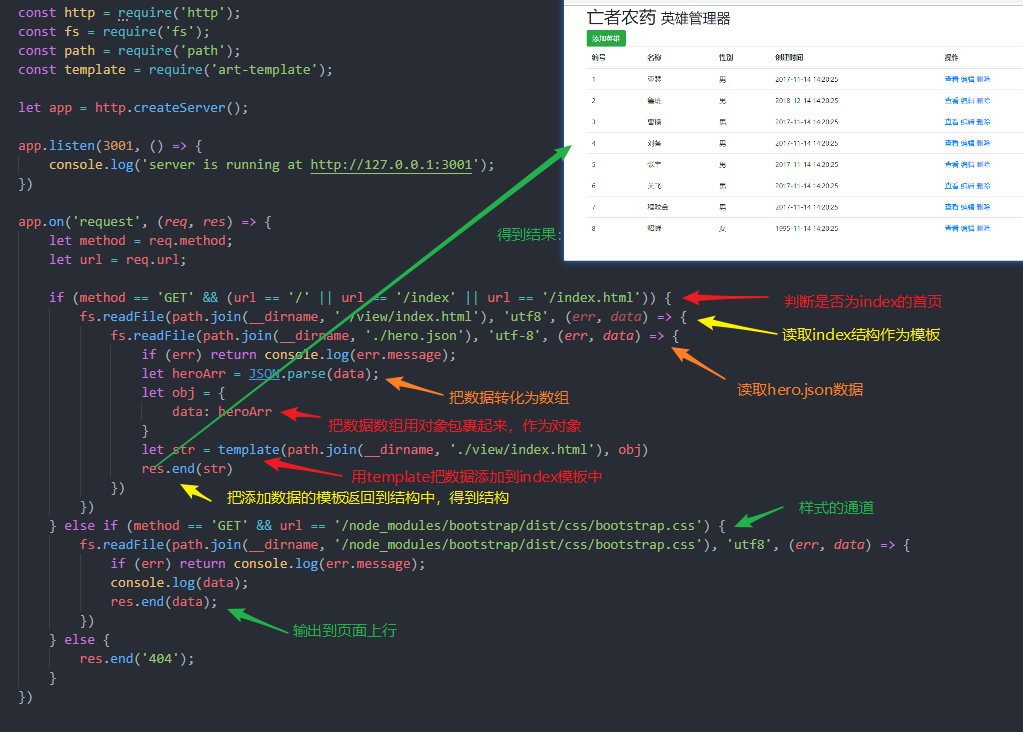 const http = require('http');
const fs = require('fs');
const path = require('path');
const template = require('art-template');
let app = http.createServer();
app.listen(3001, () => {
console.log('server is running at http://127.0.0.1:3001');
})
app.on('request', (req, res) => {
let method = req.method;
let url = req.url;
if (method == 'GET' && (url == '/' || url == '/index' || url == '/index.html')) {
fs.readFile(path.join(__dirname, './view/index.html'), 'utf8', (err, data) => {
fs.readFile(path.join(__dirname, './hero.json'), 'utf-8', (err, data) => {
if (err) return console.log(err.message);
let heroArr = JSON.parse(data);
let obj = {
data: heroArr
}
let str = template(path.join(__dirname, './view/index.html'), obj)
res.end(str)
})
})
} else if (method == 'GET' && url == '/node_modules/bootstrap/dist/css/bootstrap.css') {
fs.readFile(path.join(__dirname, '/node_modules/bootstrap/dist/css/bootstrap.css'), 'utf8', (err, data) => {
if (err) return console.log(err.message);
console.log(data);
res.end(data);
})
} else {
res.end('404');
}
})
亡者农药 英雄管理器
添加英雄
编号 名称 性别 创建时间 操作
1 亚瑟 男 2017-11-14 14:20:25 查看 编辑 删除
2 鲁班 男 2018-12-14 14:20:25 查看 编辑 删除
3 曹操 男 2017-11-14 14:20:25 查看 编辑 删除
4 刘备 男 2017-11-14 14:20:25 查看 编辑 删除
5 男 2017-11-14 14:20:25 查看 编辑 删除
6 关飞 男 2017-11-14 14:20:25 查看 编辑 删除
7 程咬金 男 2017-11-14 14:20:25 查看 编辑 删除
8 貂蝉 女 1995-11-14 14:20:25 查看 编辑 删除
得到结果:
判断是否为index的首页
读取index结构作为模板
读取hero.json数据
把数据转化为数组
把数据数组用对象包裹起来，作为对象
用template把数据添加到index模板中
把添加数据的模板返回到结构中，得到结构
样式的通道
输出到页面上行